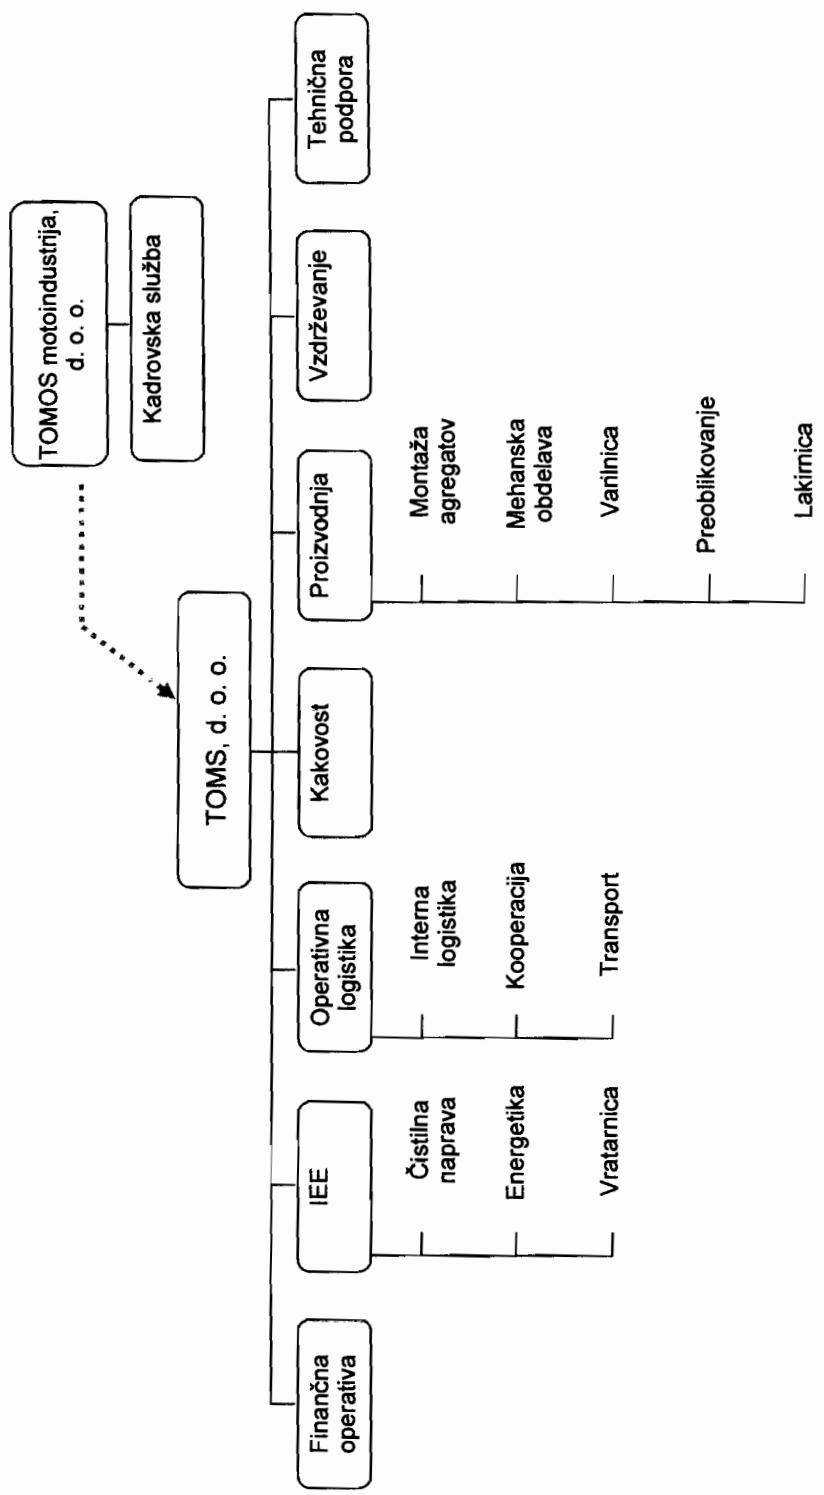 TOMOS motoindustrija,
d. o. o.
Kadrovska služba
TOMS, d. o. o.
Finančna
operativa
IEE
Operativna
logistika
Kakovost
Proizvodnja
Vzdrževanje
Tehnična
podpora
Čistilna
naprava
Energetika
Vratarnica
Interna
logistika
Kooperacija
Transport
Montaža
agregatov
Mehanska
obdelava
Varilnica
Preoblikovanje
Lakirnica